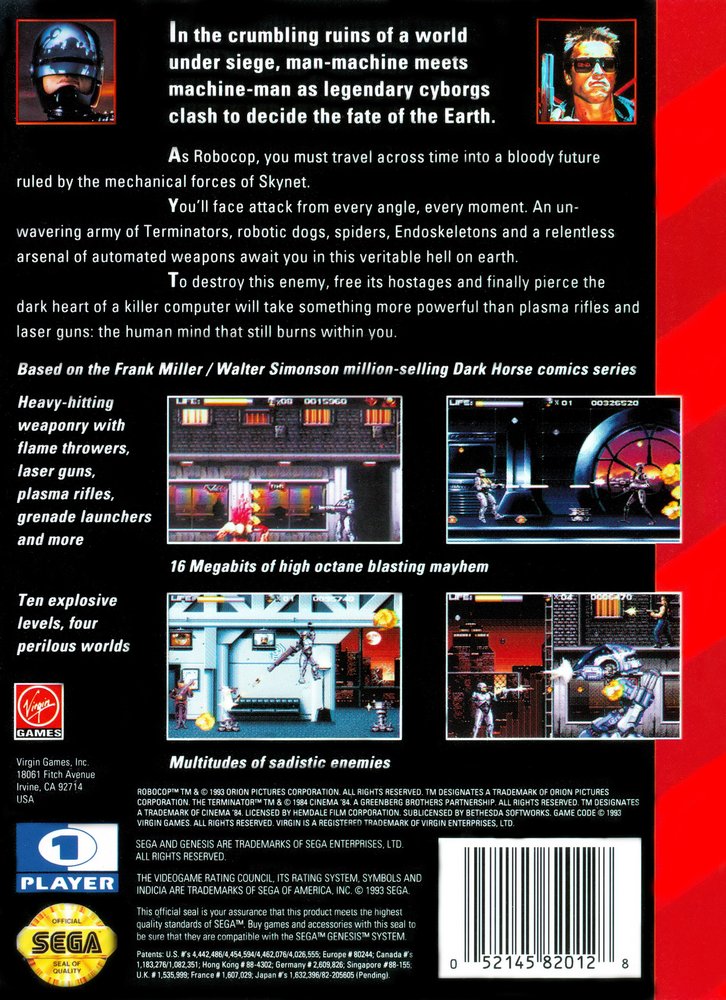 In the crumbling ruins of a world
under siege, man-machine meets
machine-man as legendary cyborgs
clash to decide the fate of the Earth.
As Robocop, you must travel across time into a bloody future
ruled by the mechanical forces of Skynet.
You'll face attack from every angle, every moment. An un-
wavering army of Terminators, robotic dogs, spiders, Endoskeletons and a relentless
arsenal of automated weapons await you in this veritable hell on earth.
To destroy this enemy, free its hostages and finally pierce the
dark heart of a killer computer will take something more powerful than plasma rifles and
laser guns: the human mind that still burns within you.
Based on the Frank Miller / Walter Simonson million-selling Dark Horse comics series
Heavy-hitting
weaponry with
flame throwers,
laser guns,
plasma rifles,
grenade launchers
and more
LIFE: x08 0015960
LIFE: x01 00326520
16 Megabits of high octane blasting mayhem
Ten explosive
levels, four
perilous worlds
LIFE: x01
LIFE: x04
Multitudes of sadistic enemies
Virgin
GAMES
Virgin Games, Inc.
18061 Fitch Avenue
Irvine, CA 92714
USA
ROBOCOP™ TM & © 1993 ORION PICTURES CORPORATION. ALL RIGHTS RESERVED. TM DESIGNATES A TRADEMARK OF ORION PICTURES
CORPORATION. THE TERMINATOR™ TM & © 1984 CINEMA '84. A GREENBERG BROTHERS PARTNERSHIP. ALL RIGHTS RESERVED. TM DESIGNATES
A TRADEMARK OF CINEMA '84. LICENSED BY HEMDALE FILM CORPORATION. SUBLICENSED BY BETHESDA SOFTWORKS. GAME CODE © 1993
VIRGIN GAMES. ALL RIGHTS RESERVED. VIRGIN IS A REGISTERED TRADEMARK OF VIRGIN ENTERPRISES, LTD.
SEGA AND GENESIS ARE TRADEMARKS OF SEGA ENTERPRISES, LTD.
ALL RIGHTS RESERVED.
THE VIDEOGAME RATING COUNCIL, ITS RATING SYSTEM, SYMBOLS AND
INDICIA ARE TRADEMARKS OF SEGA OF AMERICA, INC. © 1993 SEGA.
This official seal is your assurance that this product meets the highest
quality standards of SEGA™. Buy games and accessories with this seal to
be sure that they are compatible with the SEGA™ GENESIS™ SYSTEM.
Patents: U.S. #'s 4,442,486/4,454,594/4,462,076/4,026,555; Europe # 80244; Canada #'s
1,183,276/1,082,351; Hong Kong # 88-4302; Germany # 2,609,826; Singapore #88-155;
U.K. # 1,535,999; France # 1,607,029; Japan #'s 1,632,396/82-205605 (Pending).
1
PLAYER
OFFICIAL
SEGA
SEAL OF
QUALITY
0 52145 82012 8